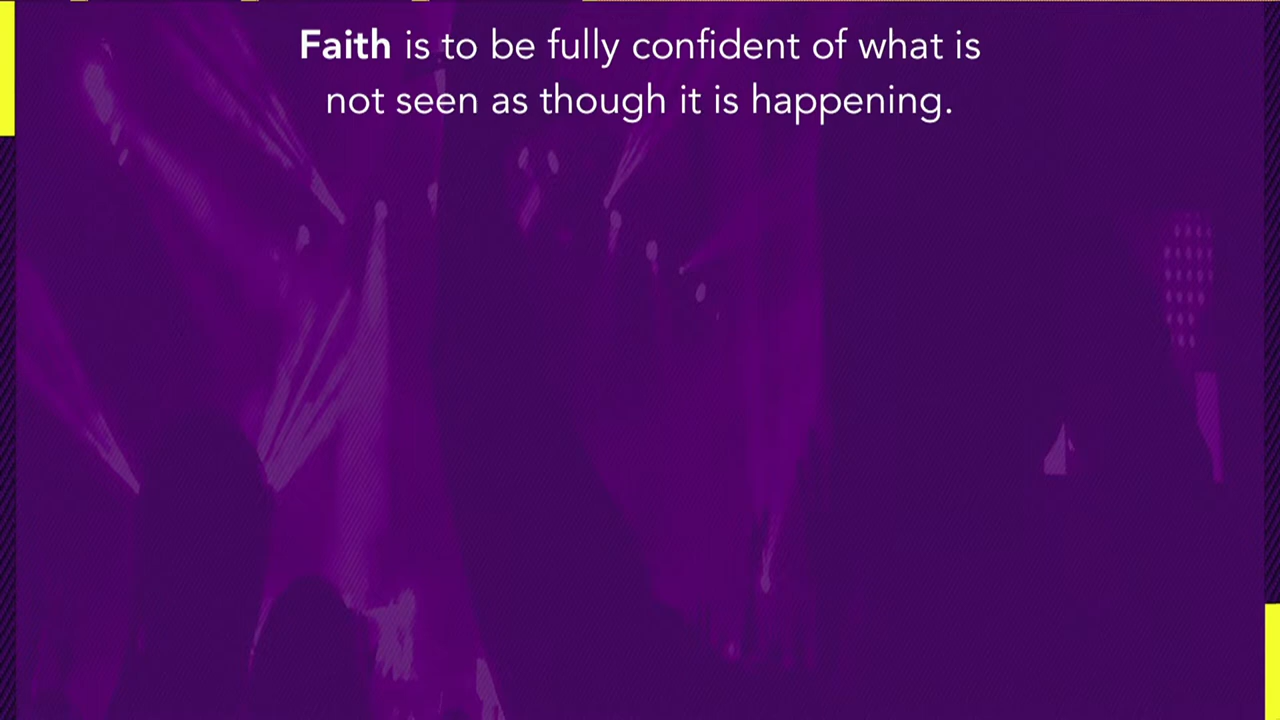 Faith is to be fully confident of what is
not seen as though it is happening.